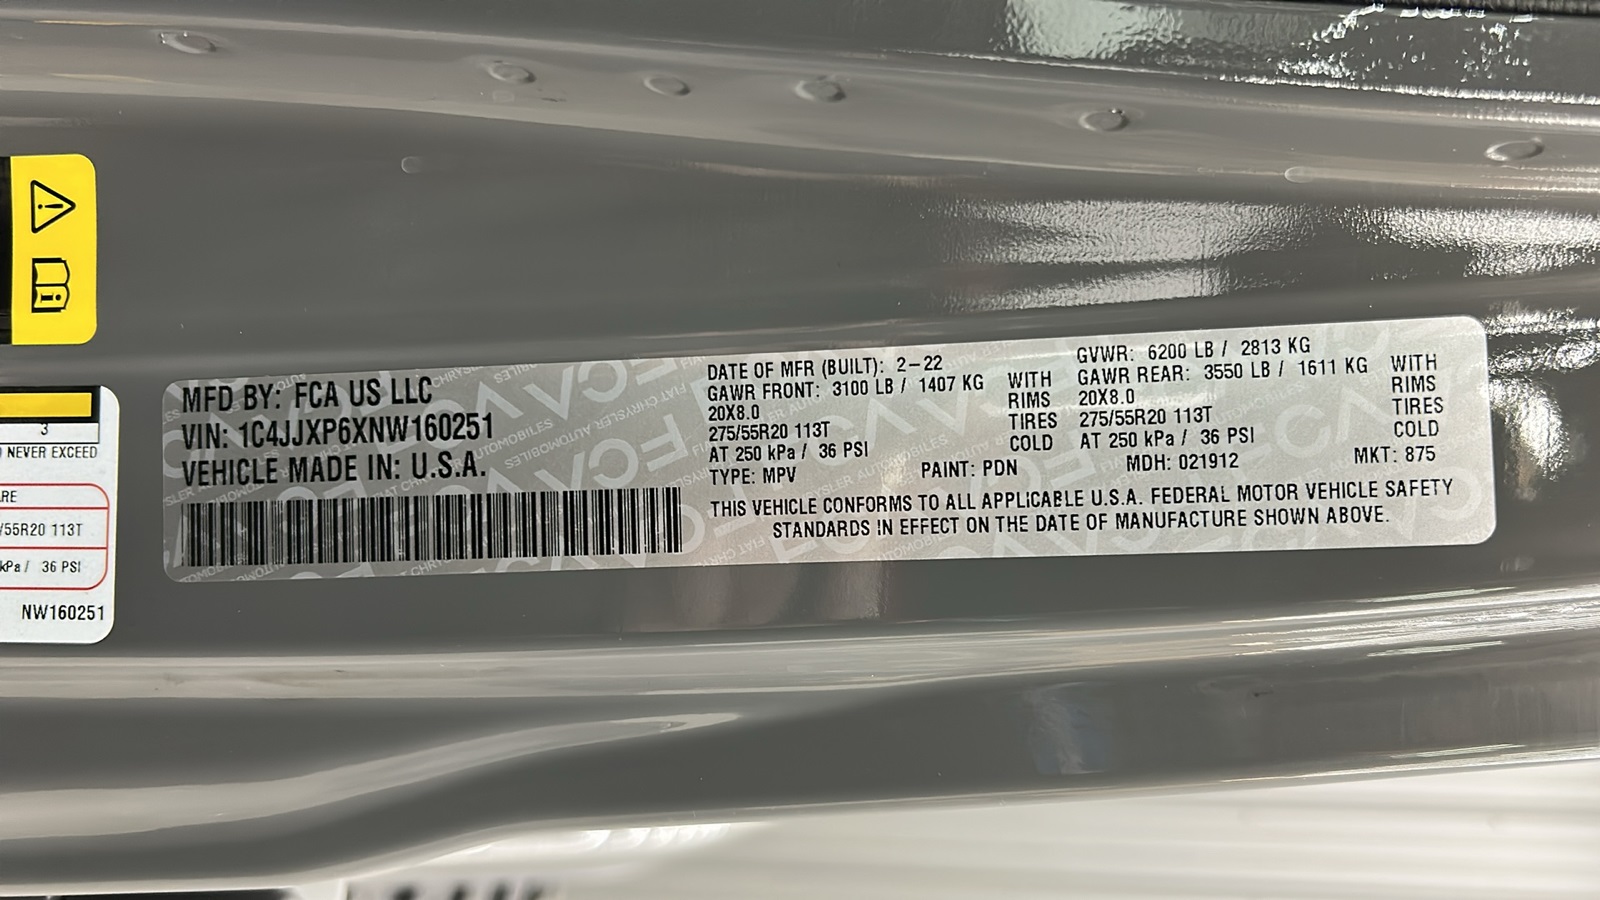 3
NEVER EXCEED
/55R20 113T
kPa / 36 PSI
NW160251
MFD BY: FCA US LLC
VIN: 1C4JJXP6XNW160251
VEHICLE MADE IN: U.S.A.
DATE OF MFR (BUILT): 2-22
GAWR FRONT: 3100 LB / 1407 KG WITH
20X8.0 RIMS
275/55R20 113T TIRES
AT 250 kPa / 36 PSI COLD
GVWR: 6200 LB / 2813 KG
GAWR REAR: 3550 LB / 1611 KG WITH
20X8.0 RIMS
275/55R20 113T TIRES
AT 250 kPa / 36 PSI COLD
TYPE: MPV PAINT: PDN MDH: 021912 MKT: 875
THIS VEHICLE CONFORMS TO ALL APPLICABLE U.S.A. FEDERAL MOTOR VEHICLE SAFETY
STANDARDS IN EFFECT ON THE DATE OF MANUFACTURE SHOWN ABOVE.